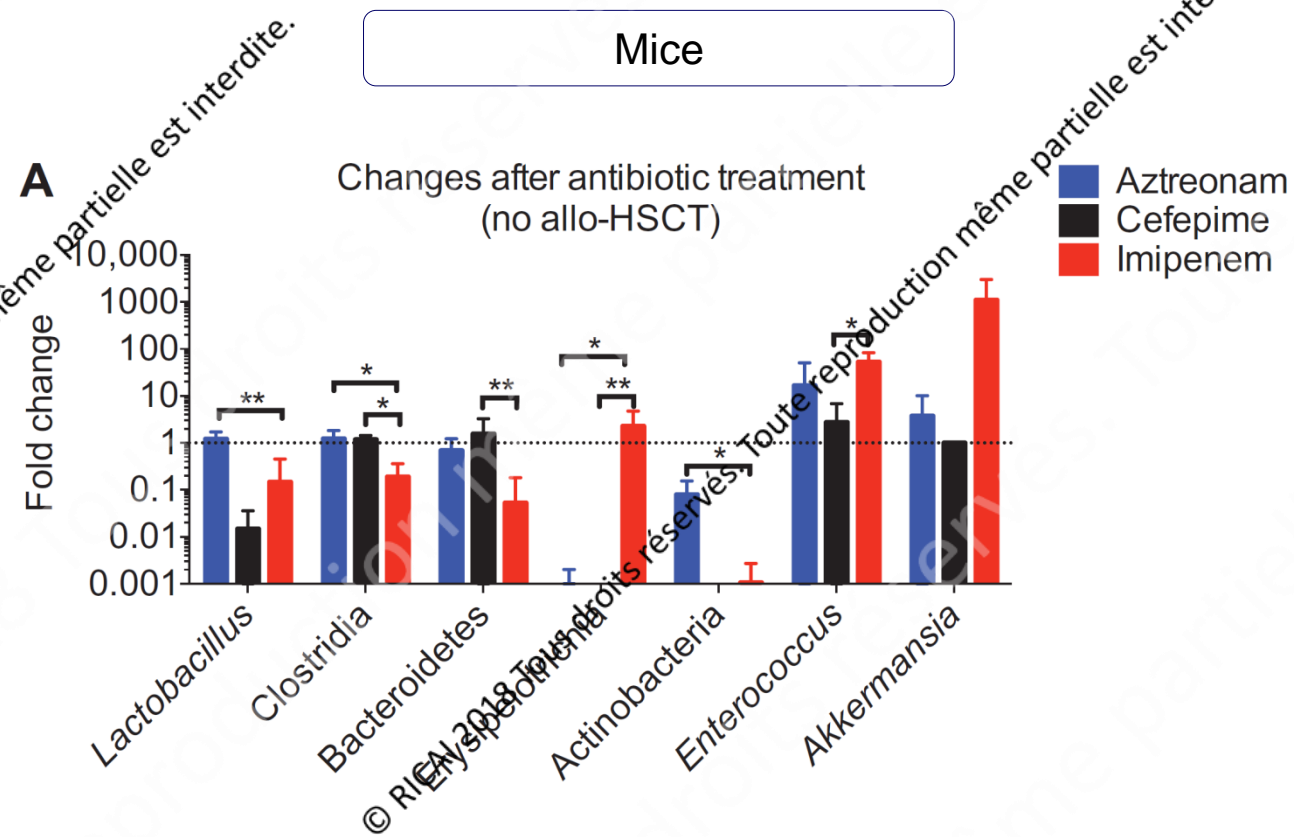 Mice
A
Changes after antibiotic treatment
(no allo-HSCT)
Aztreonam
Cefepime
Imipenem
Fold change
10,000
1000
100
10
1
0.1
0.01
0.001
**
*
*
**
*
**
*
*
Lactobacillus
Clostridia
Bacteroidetes
Erysipelotrichia
Actinobacteria
Enterococcus
Akkermansia
même partielle est interdite.
© RICAI 2018 Tous droits réservés. Toute reproduction même partielle est inte